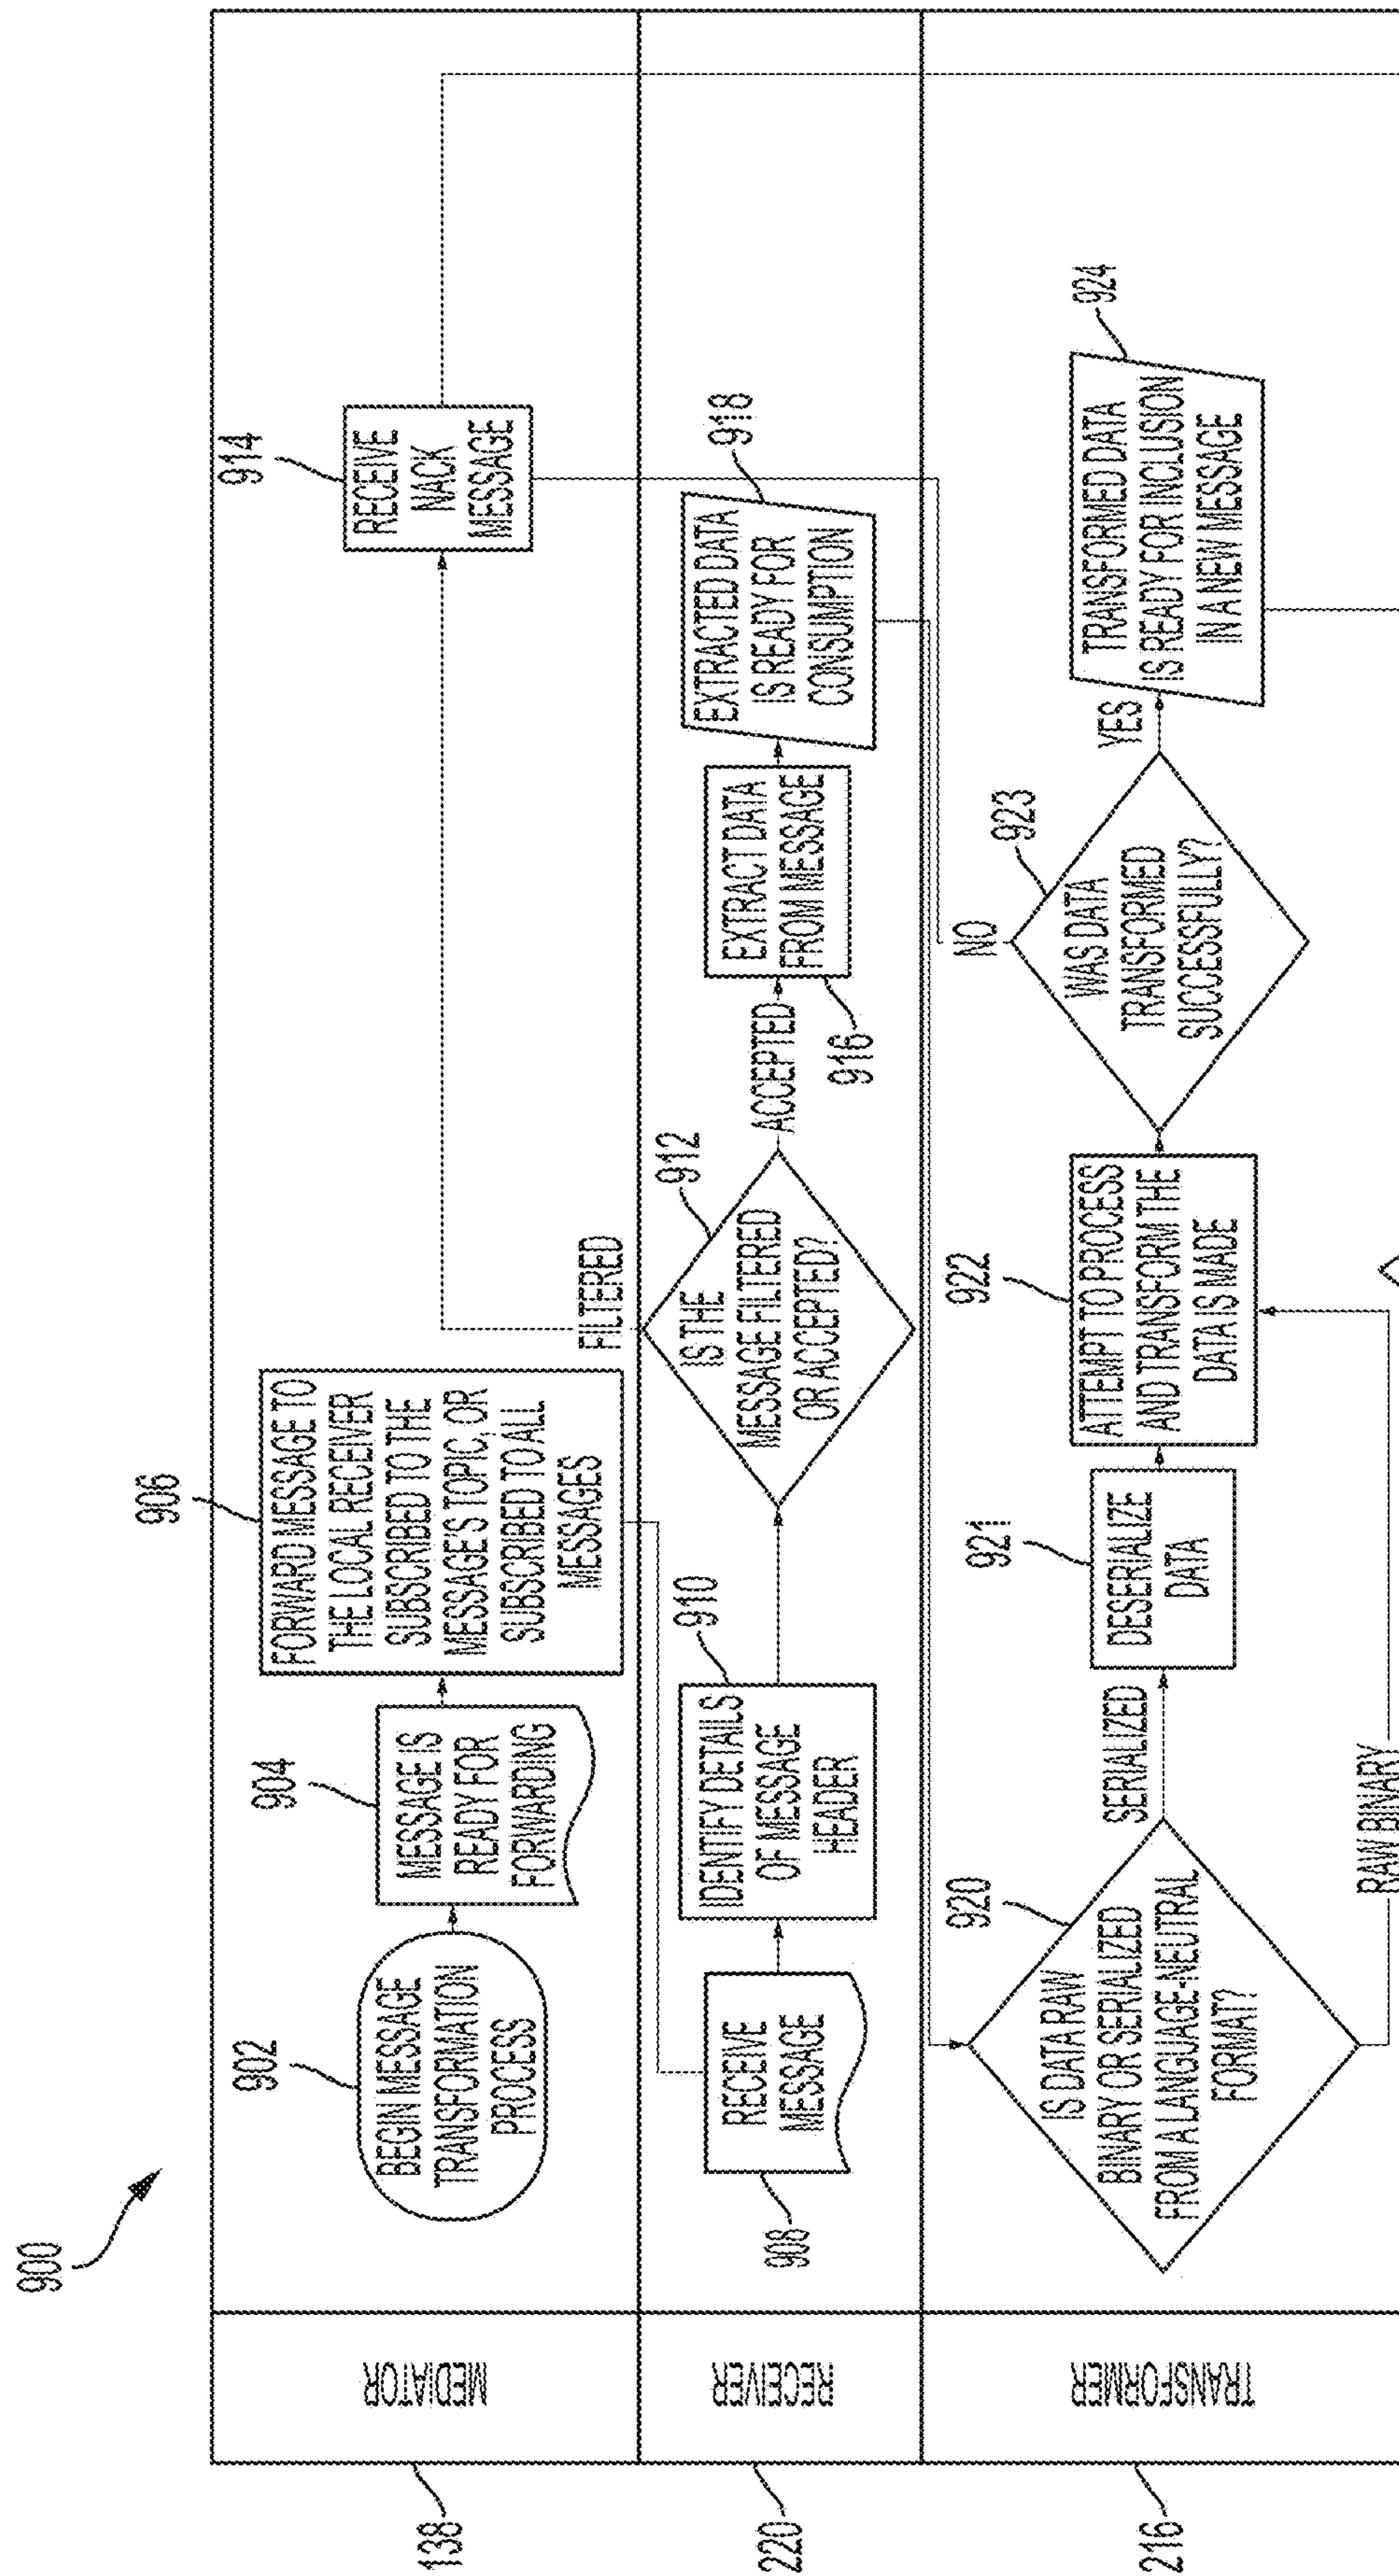 900
138
MEDIATOR
902
BEGIN MESSAGE
TRANSFORMATION
PROCESS
904
MESSAGE IS
READY FOR
FORWARDING
906
FORWARD MESSAGE TO
THE LOCAL RECEIVER
SUBSCRIBED TO THE
MESSAGE'S TOPIC, OR
SUBSCRIBED TO ALL
MESSAGES
914
RECEIVE
NACK
MESSAGE
220
RECEIVER
908
RECEIVE
MESSAGE
910
IDENTIFY DETAILS
OF MESSAGE
HEADER
912
IS THE
MESSAGE FILTERED
OR ACCEPTED?
FILTERED
ACCEPTED
916
EXTRACT DATA
FROM MESSAGE
918
EXTRACTED DATA
IS READY FOR
CONSUMPTION
216
TRANSFORMER
920
IS DATA RAW
BINARY OR SERIALIZED
FROM A LANGUAGE-NEUTRAL
FORMAT?
SERIALIZED
RAW BINARY
921
DESERIALIZE
DATA
922
ATTEMPT TO PROCESS
AND TRANSFORM THE
DATA IS MADE
923
WAS DATA
TRANSFORMED
SUCCESSFULLY?
NO
YES
924
TRANSFORMED DATA
IS READY FOR INCLUSION
IN A NEW MESSAGE